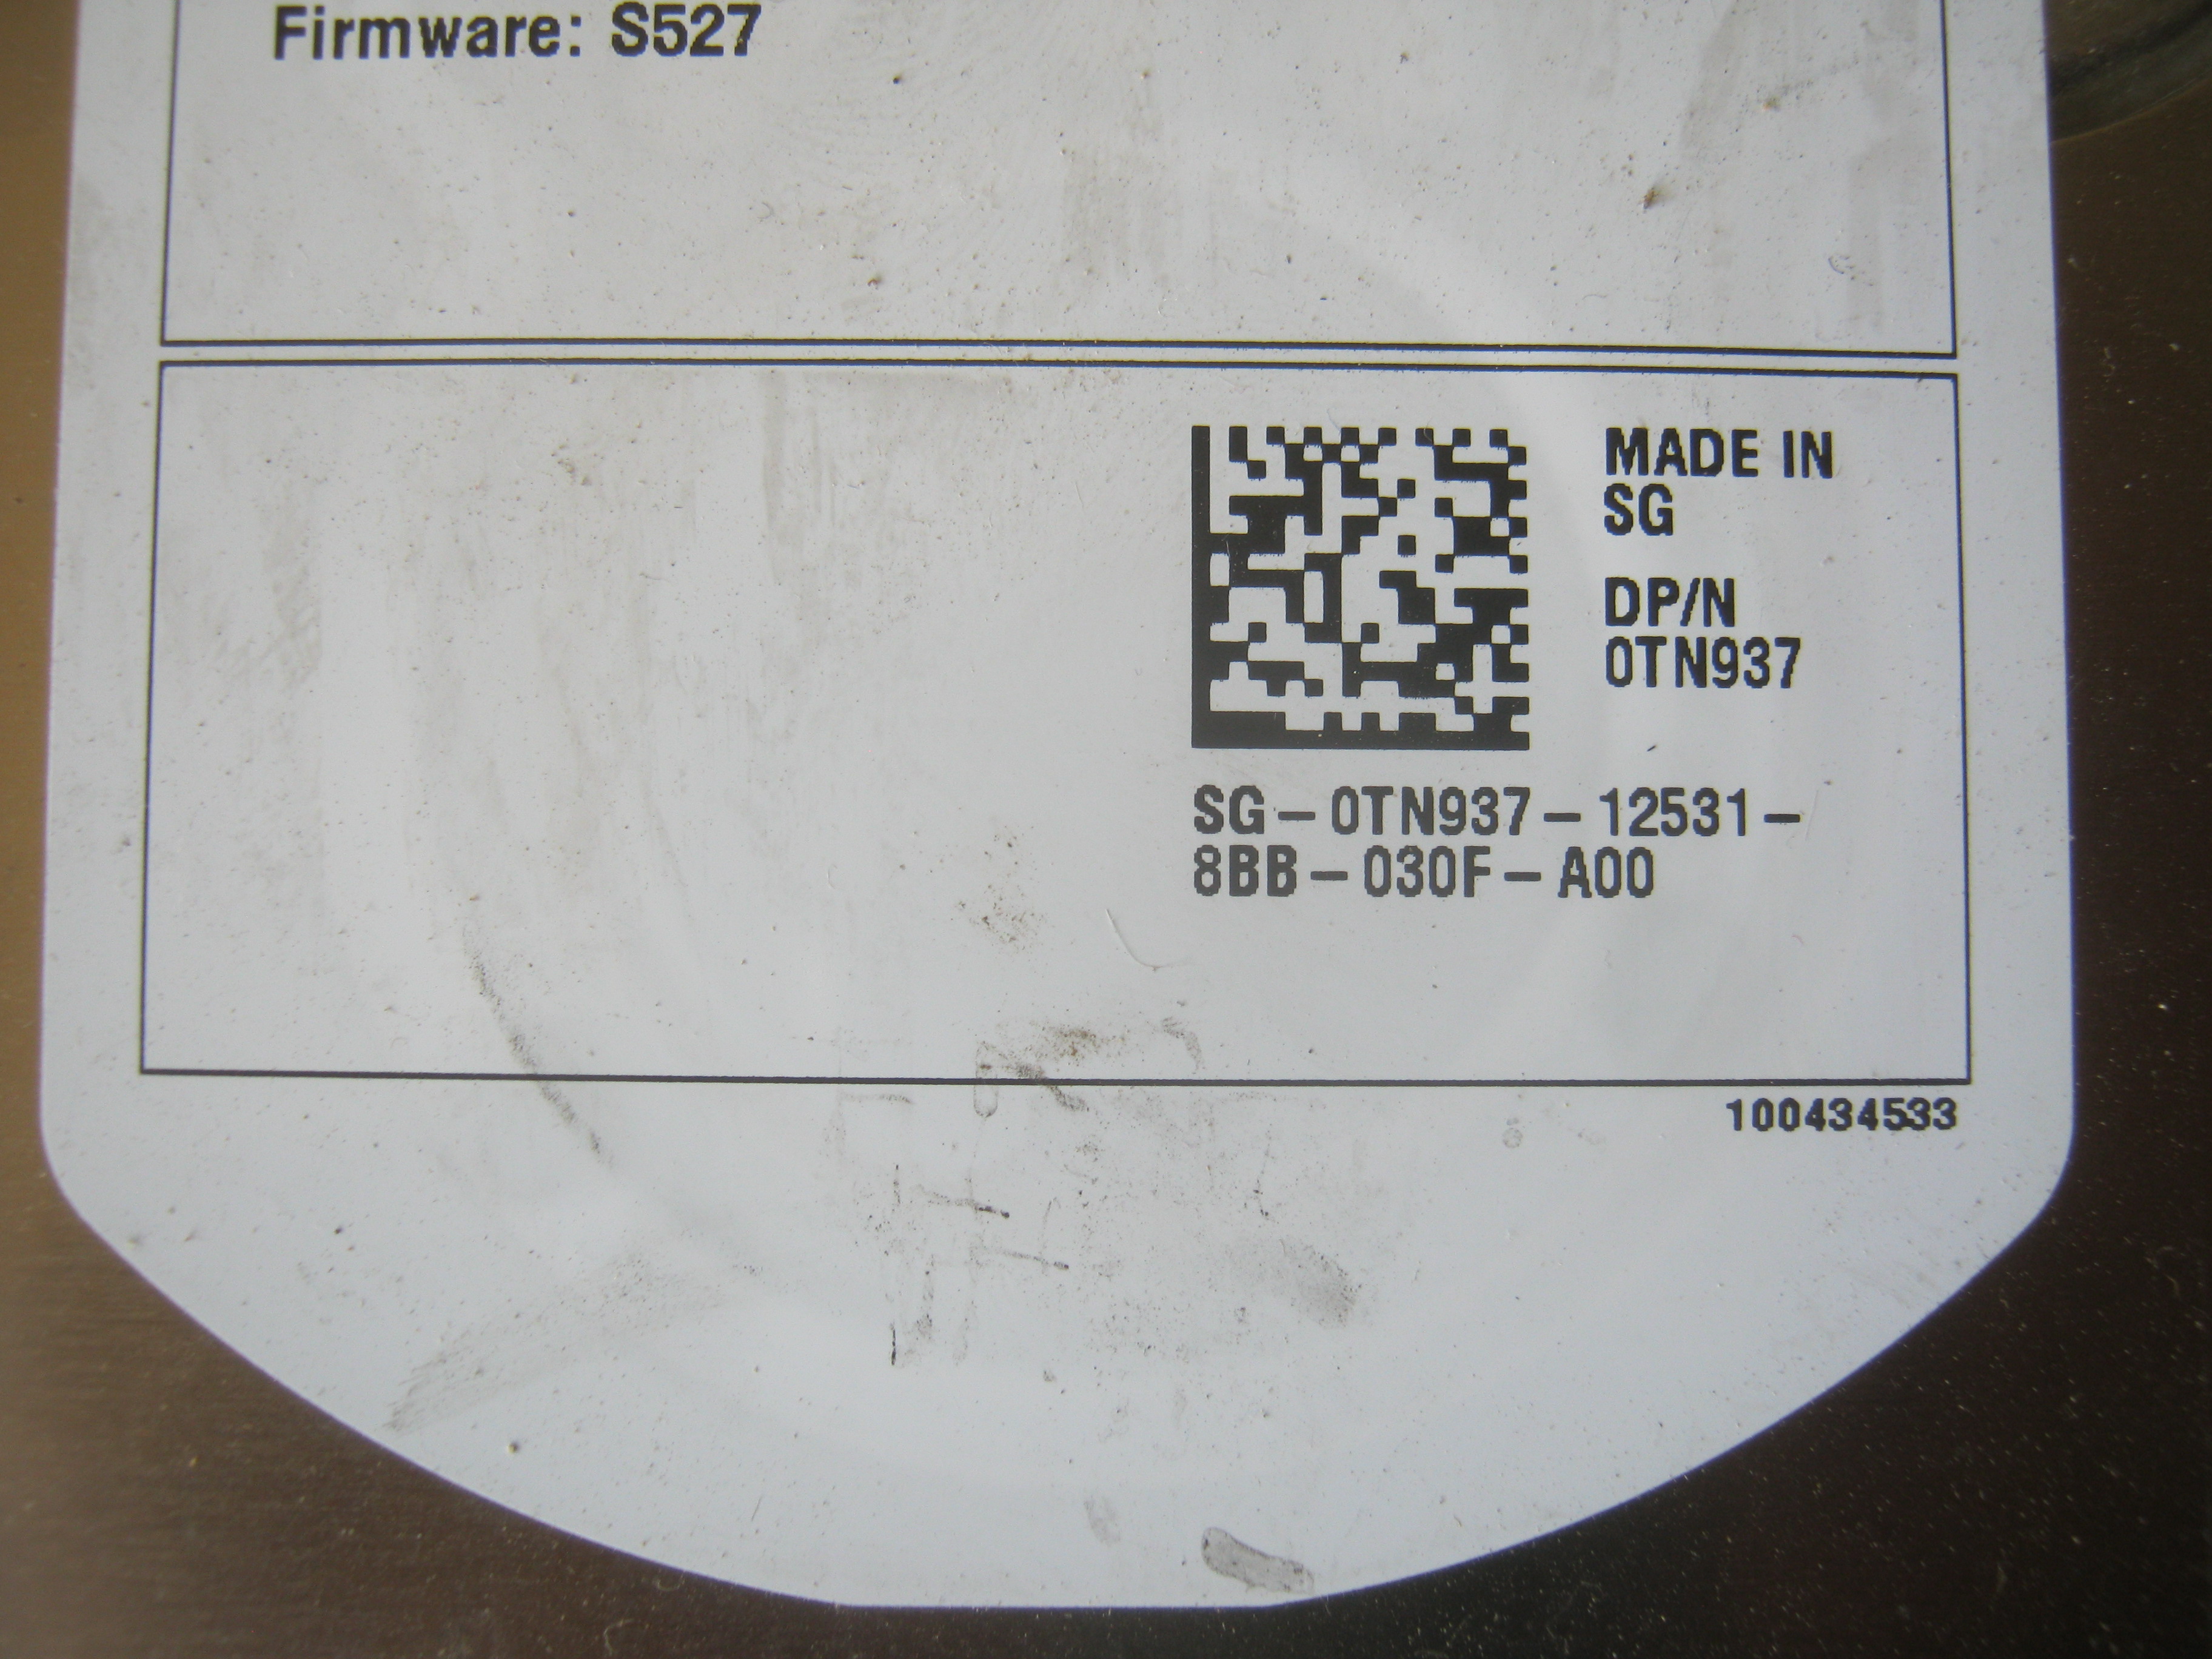 Firmware: S527
MADE IN
SG
DP/N
0TN937
SG-0TN937-12531-
8BB-030F-A00
100434533